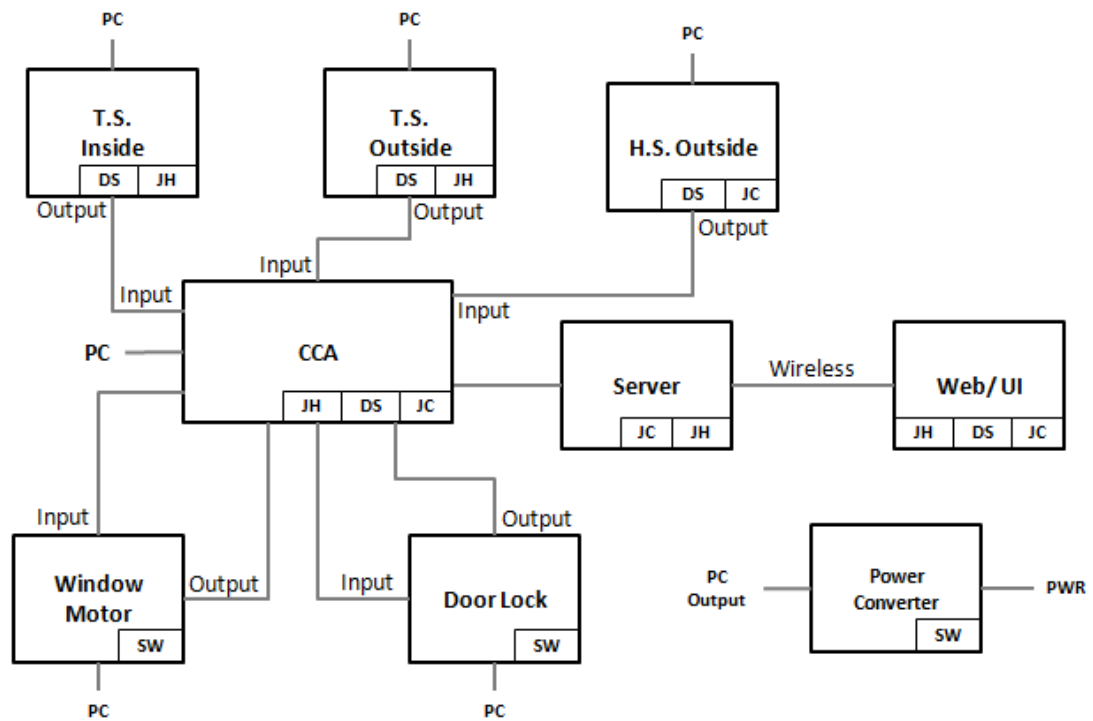 PC
PC
PC
T.S.
Inside
DS JH
T.S.
Outside
DS JH
H.S. Outside
DS JC
Output
Output
Output
Input
Input
Input
PC
CCA
JH DS JC
Server
JC JH
Wireless
Web/ UI
JH DS JC
Input
Output
Input
Output
Window
Motor
SW
PC
Door Lock
SW
PC
PC
Output
Power
Converter
SW
PWR